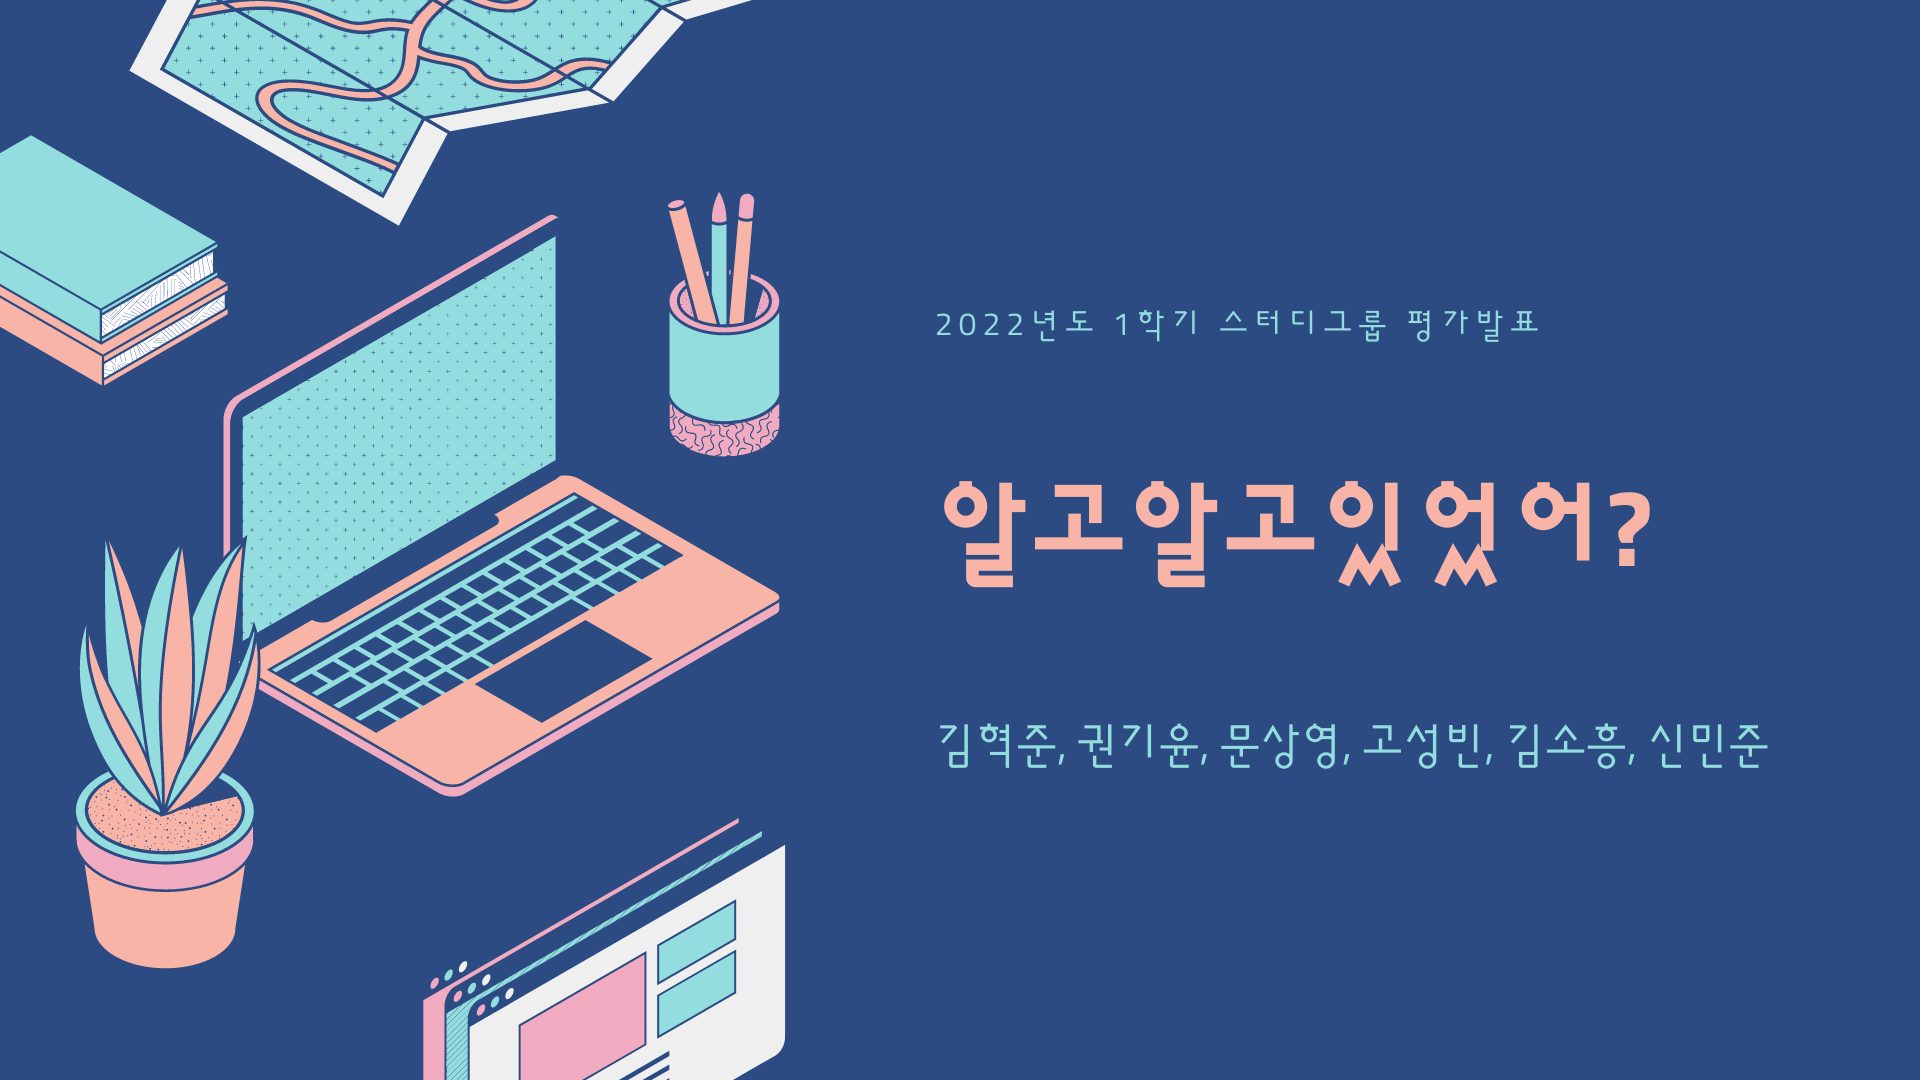 2022년도 1학기 스터디그룹 평가발표
알고알고있었어?
김혁준, 권기윤, 문상영, 고성빈, 김소흥, 신민준